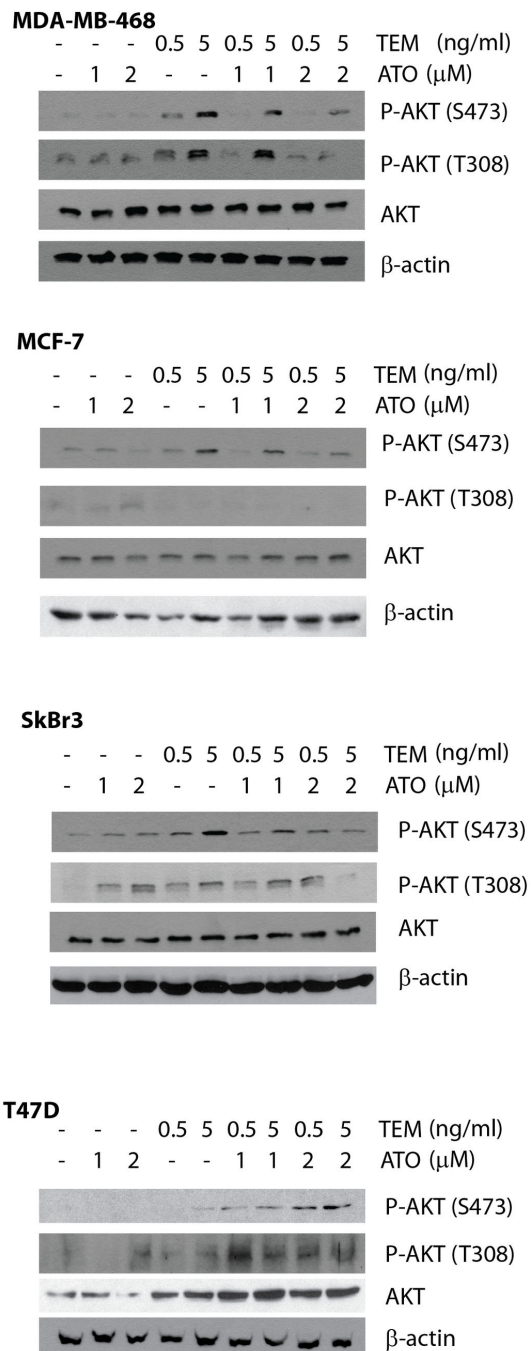 MDA-MB-468
- - - 0.5 5 0.5 5 0.5 5 TEM (ng/ml)
- 1 2 - - 1 1 2 2 ATO (μM)
P-AKT (S473)
P-AKT (T308)
AKT
β-actin
MCF-7
- - - 0.5 5 0.5 5 0.5 5 TEM (ng/ml)
- 1 2 - - 1 1 2 2 ATO (μM)
P-AKT (S473)
P-AKT (T308)
AKT
β-actin
SkBr3
- - - 0.5 5 0.5 5 0.5 5 TEM (ng/ml)
- 1 2 - - 1 1 2 2 ATO (μM)
P-AKT (S473)
P-AKT (T308)
AKT
β-actin
T47D
- - - 0.5 5 0.5 5 0.5 5 TEM (ng/ml)
- 1 2 - - 1 1 2 2 ATO (μM)
P-AKT (S473)
P-AKT (T308)
AKT
β-actin